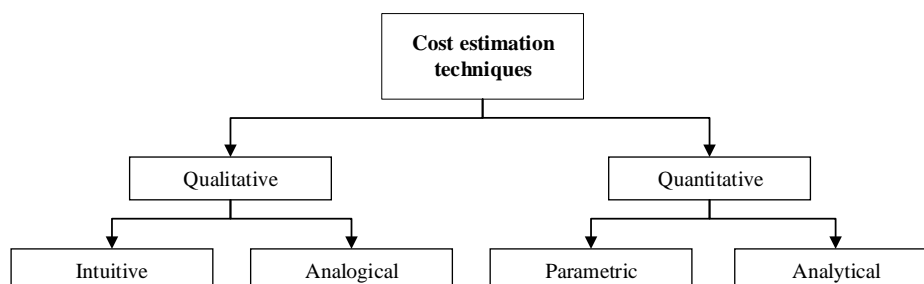 Cost estimation
techniques
Qualitative
Quantitative
Intuitive
Analogical
Parametric
Analytical